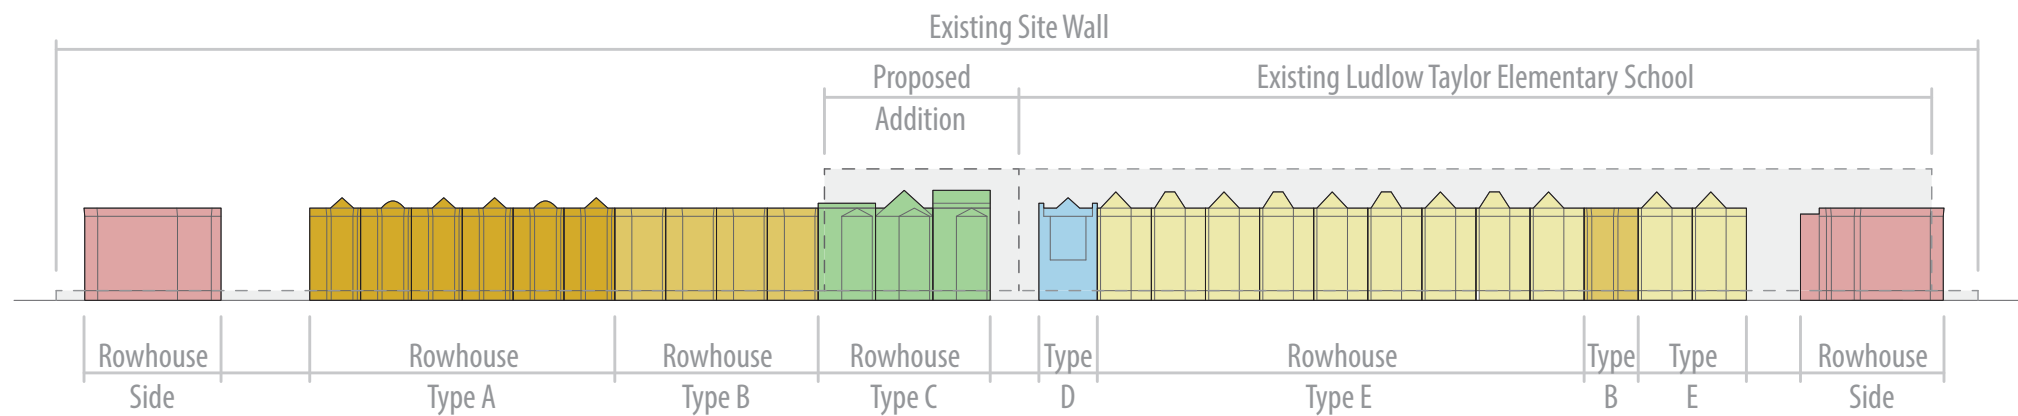 Existing Site Wall
Proposed
Addition
Existing Ludlow Taylor Elementary School
Rowhouse
Side
Rowhouse
Type A
Rowhouse
Type B
Rowhouse
Type C
Type
D
Rowhouse
Type E
Type
B
Type
E
Rowhouse
Side